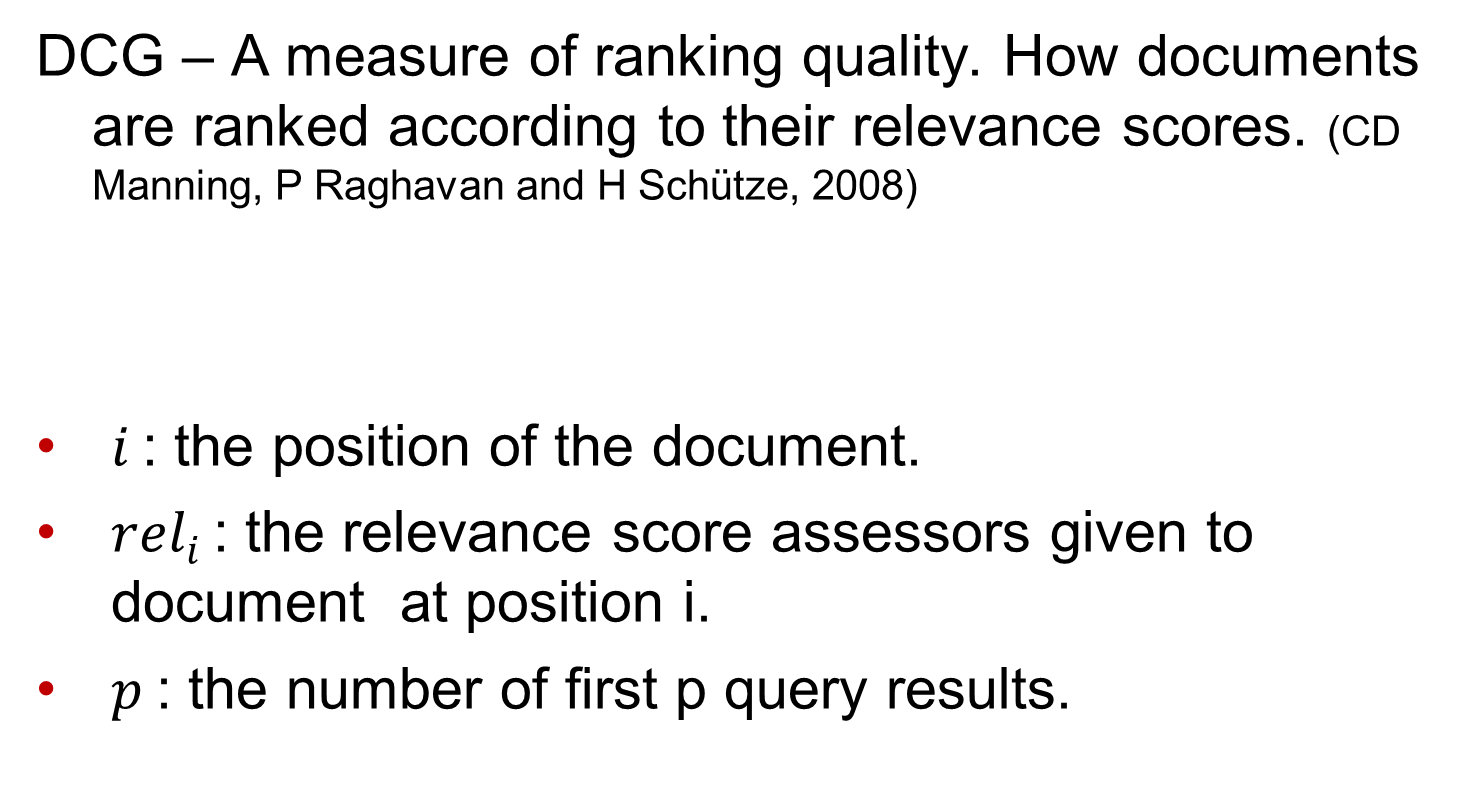 DCG – A measure of ranking quality. How documents
are ranked according to their relevance scores. (CD
Manning, P Raghavan and H Schütze, 2008)
• i : the position of the document.
• rel_i : the relevance score assessors given to
document  at position i.
• p : the number of first p query results.